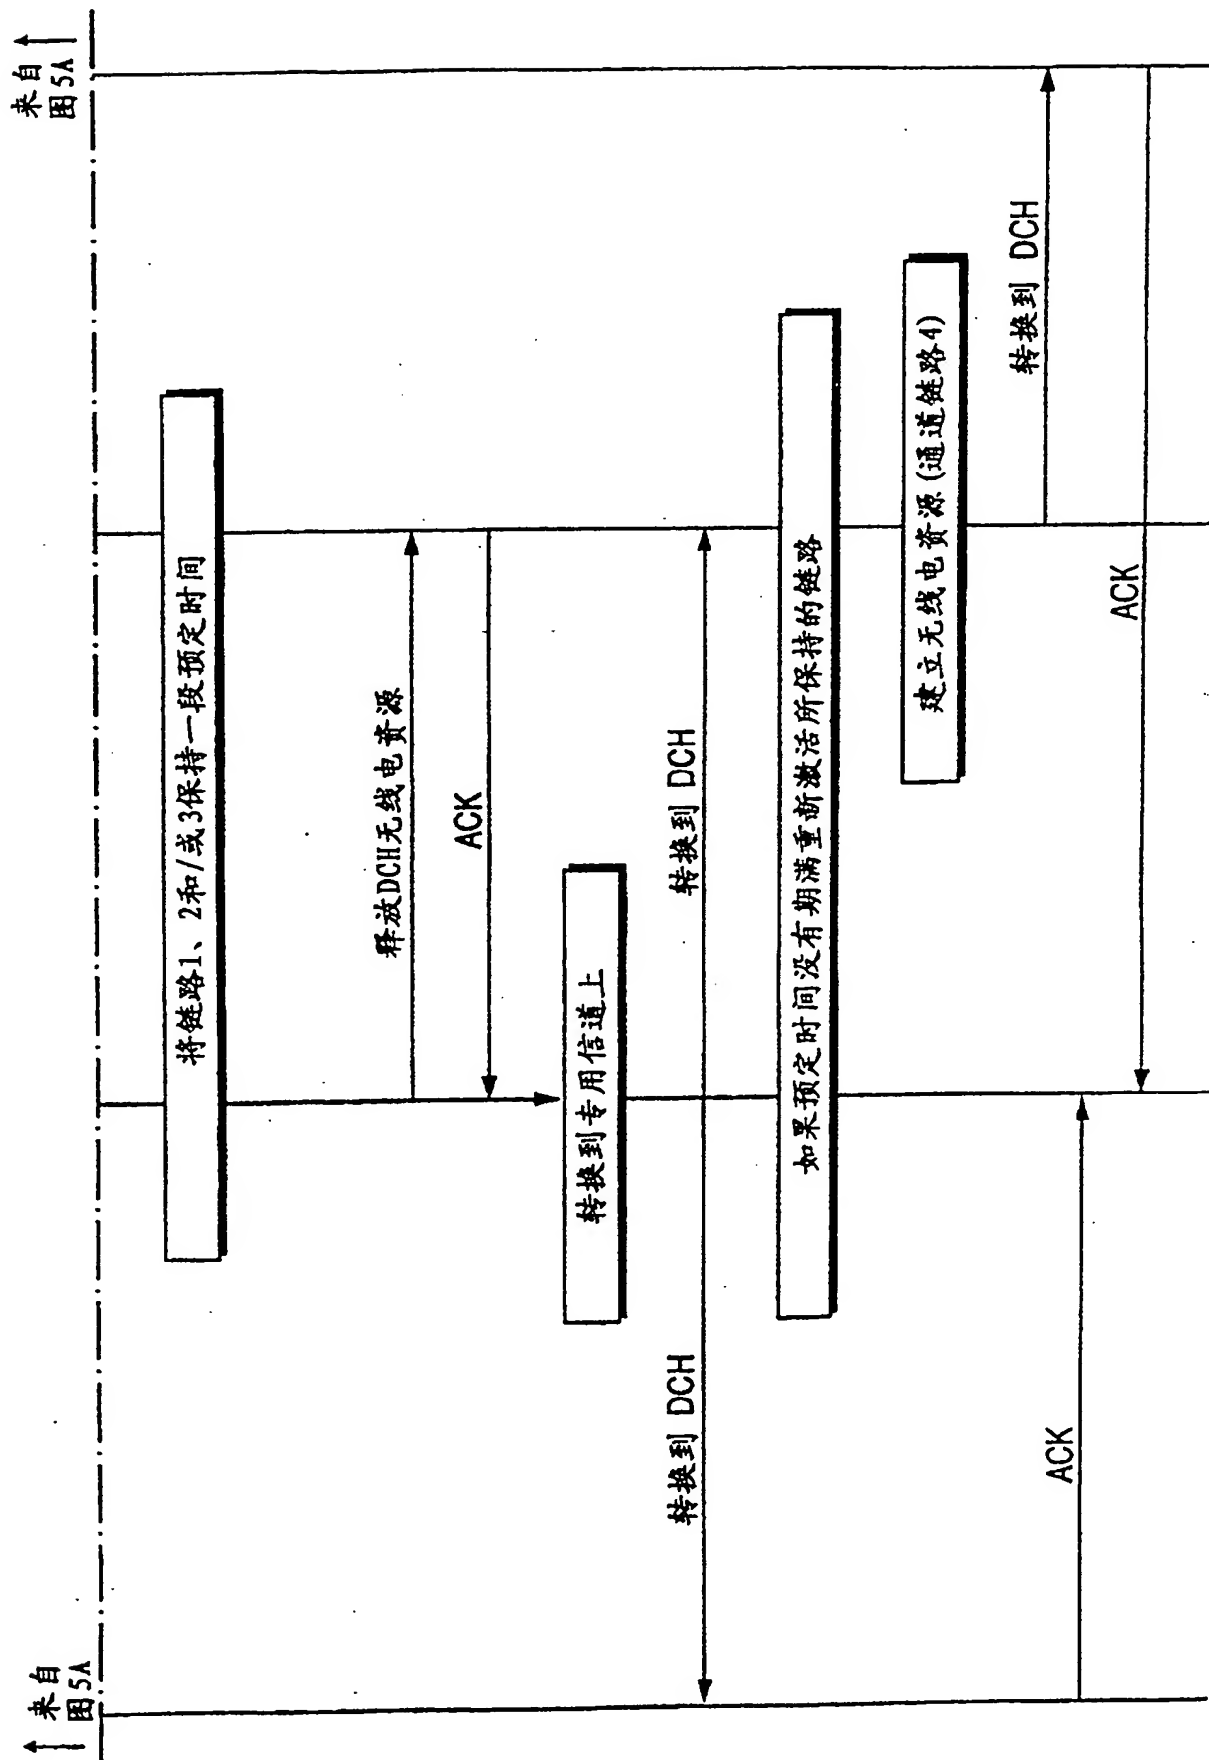 来自
图5A
来自
图5A
将链路1、2和/或3保持一段预定时间
释放DCH无线电资源
ACK
转换到专用信道上
转换到 DCH
转换到 DCH
如果预定时间没有期满重新激活所保持的链路
建立无线电资源(通道链路4)
转换到 DCH
ACK
ACK